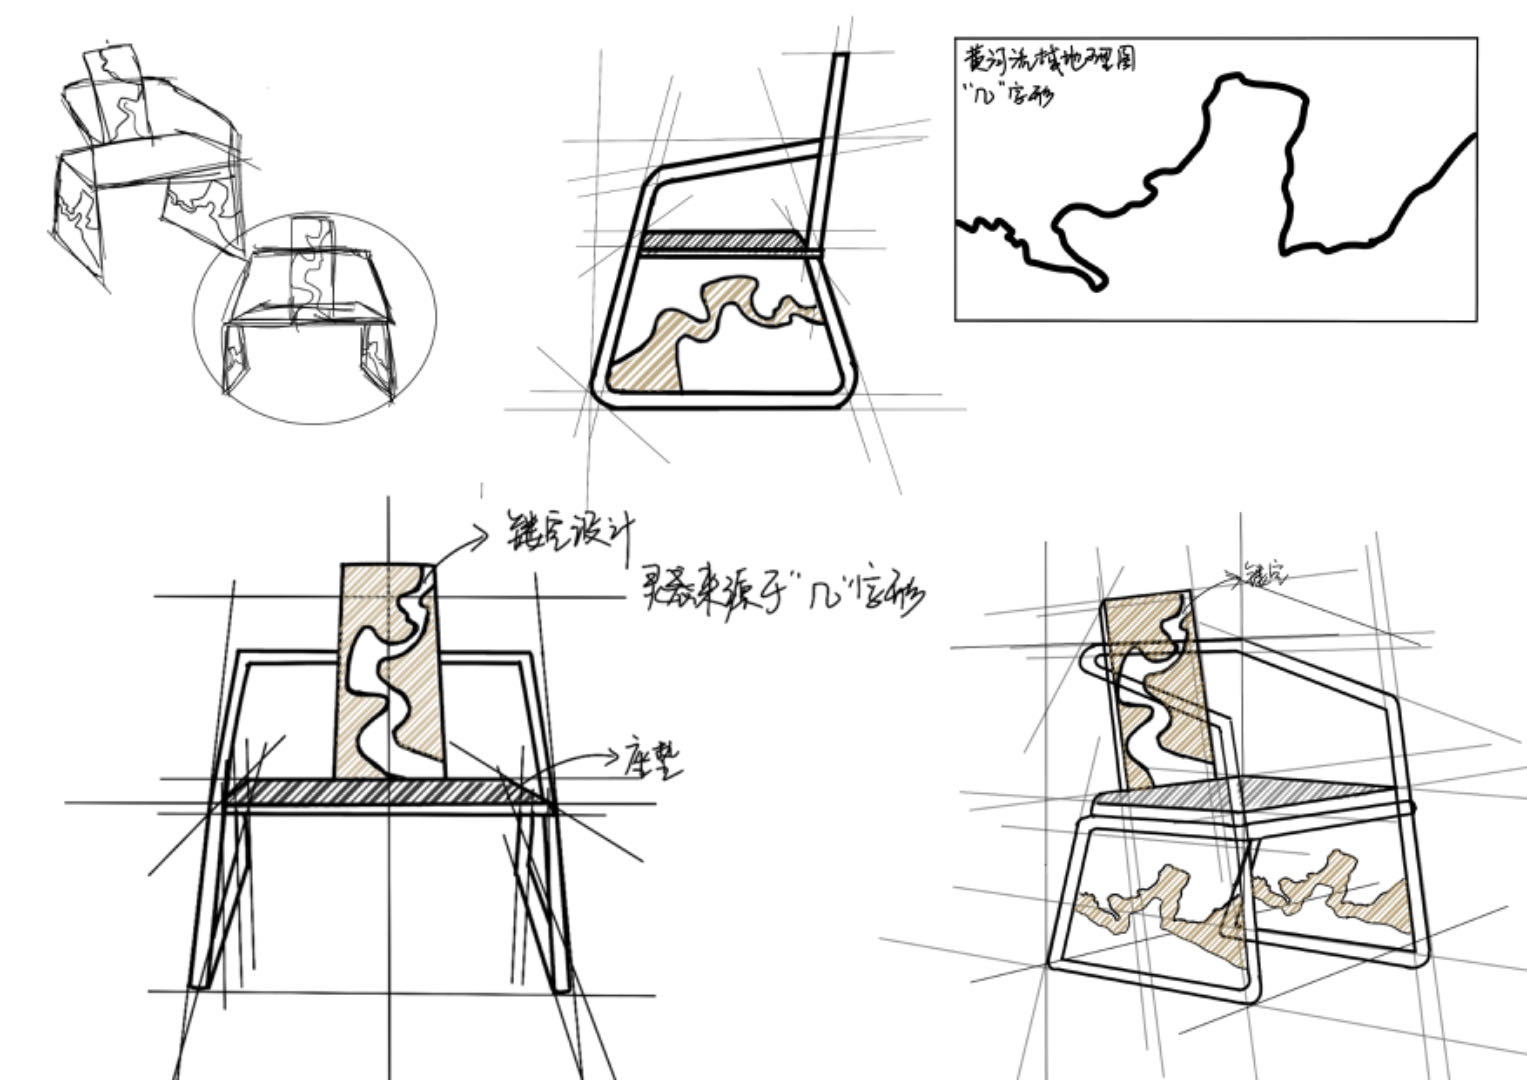 黄河流域地理图
“几”字形
镂空设计
灵感来源于“几”字形
镂空
座垫